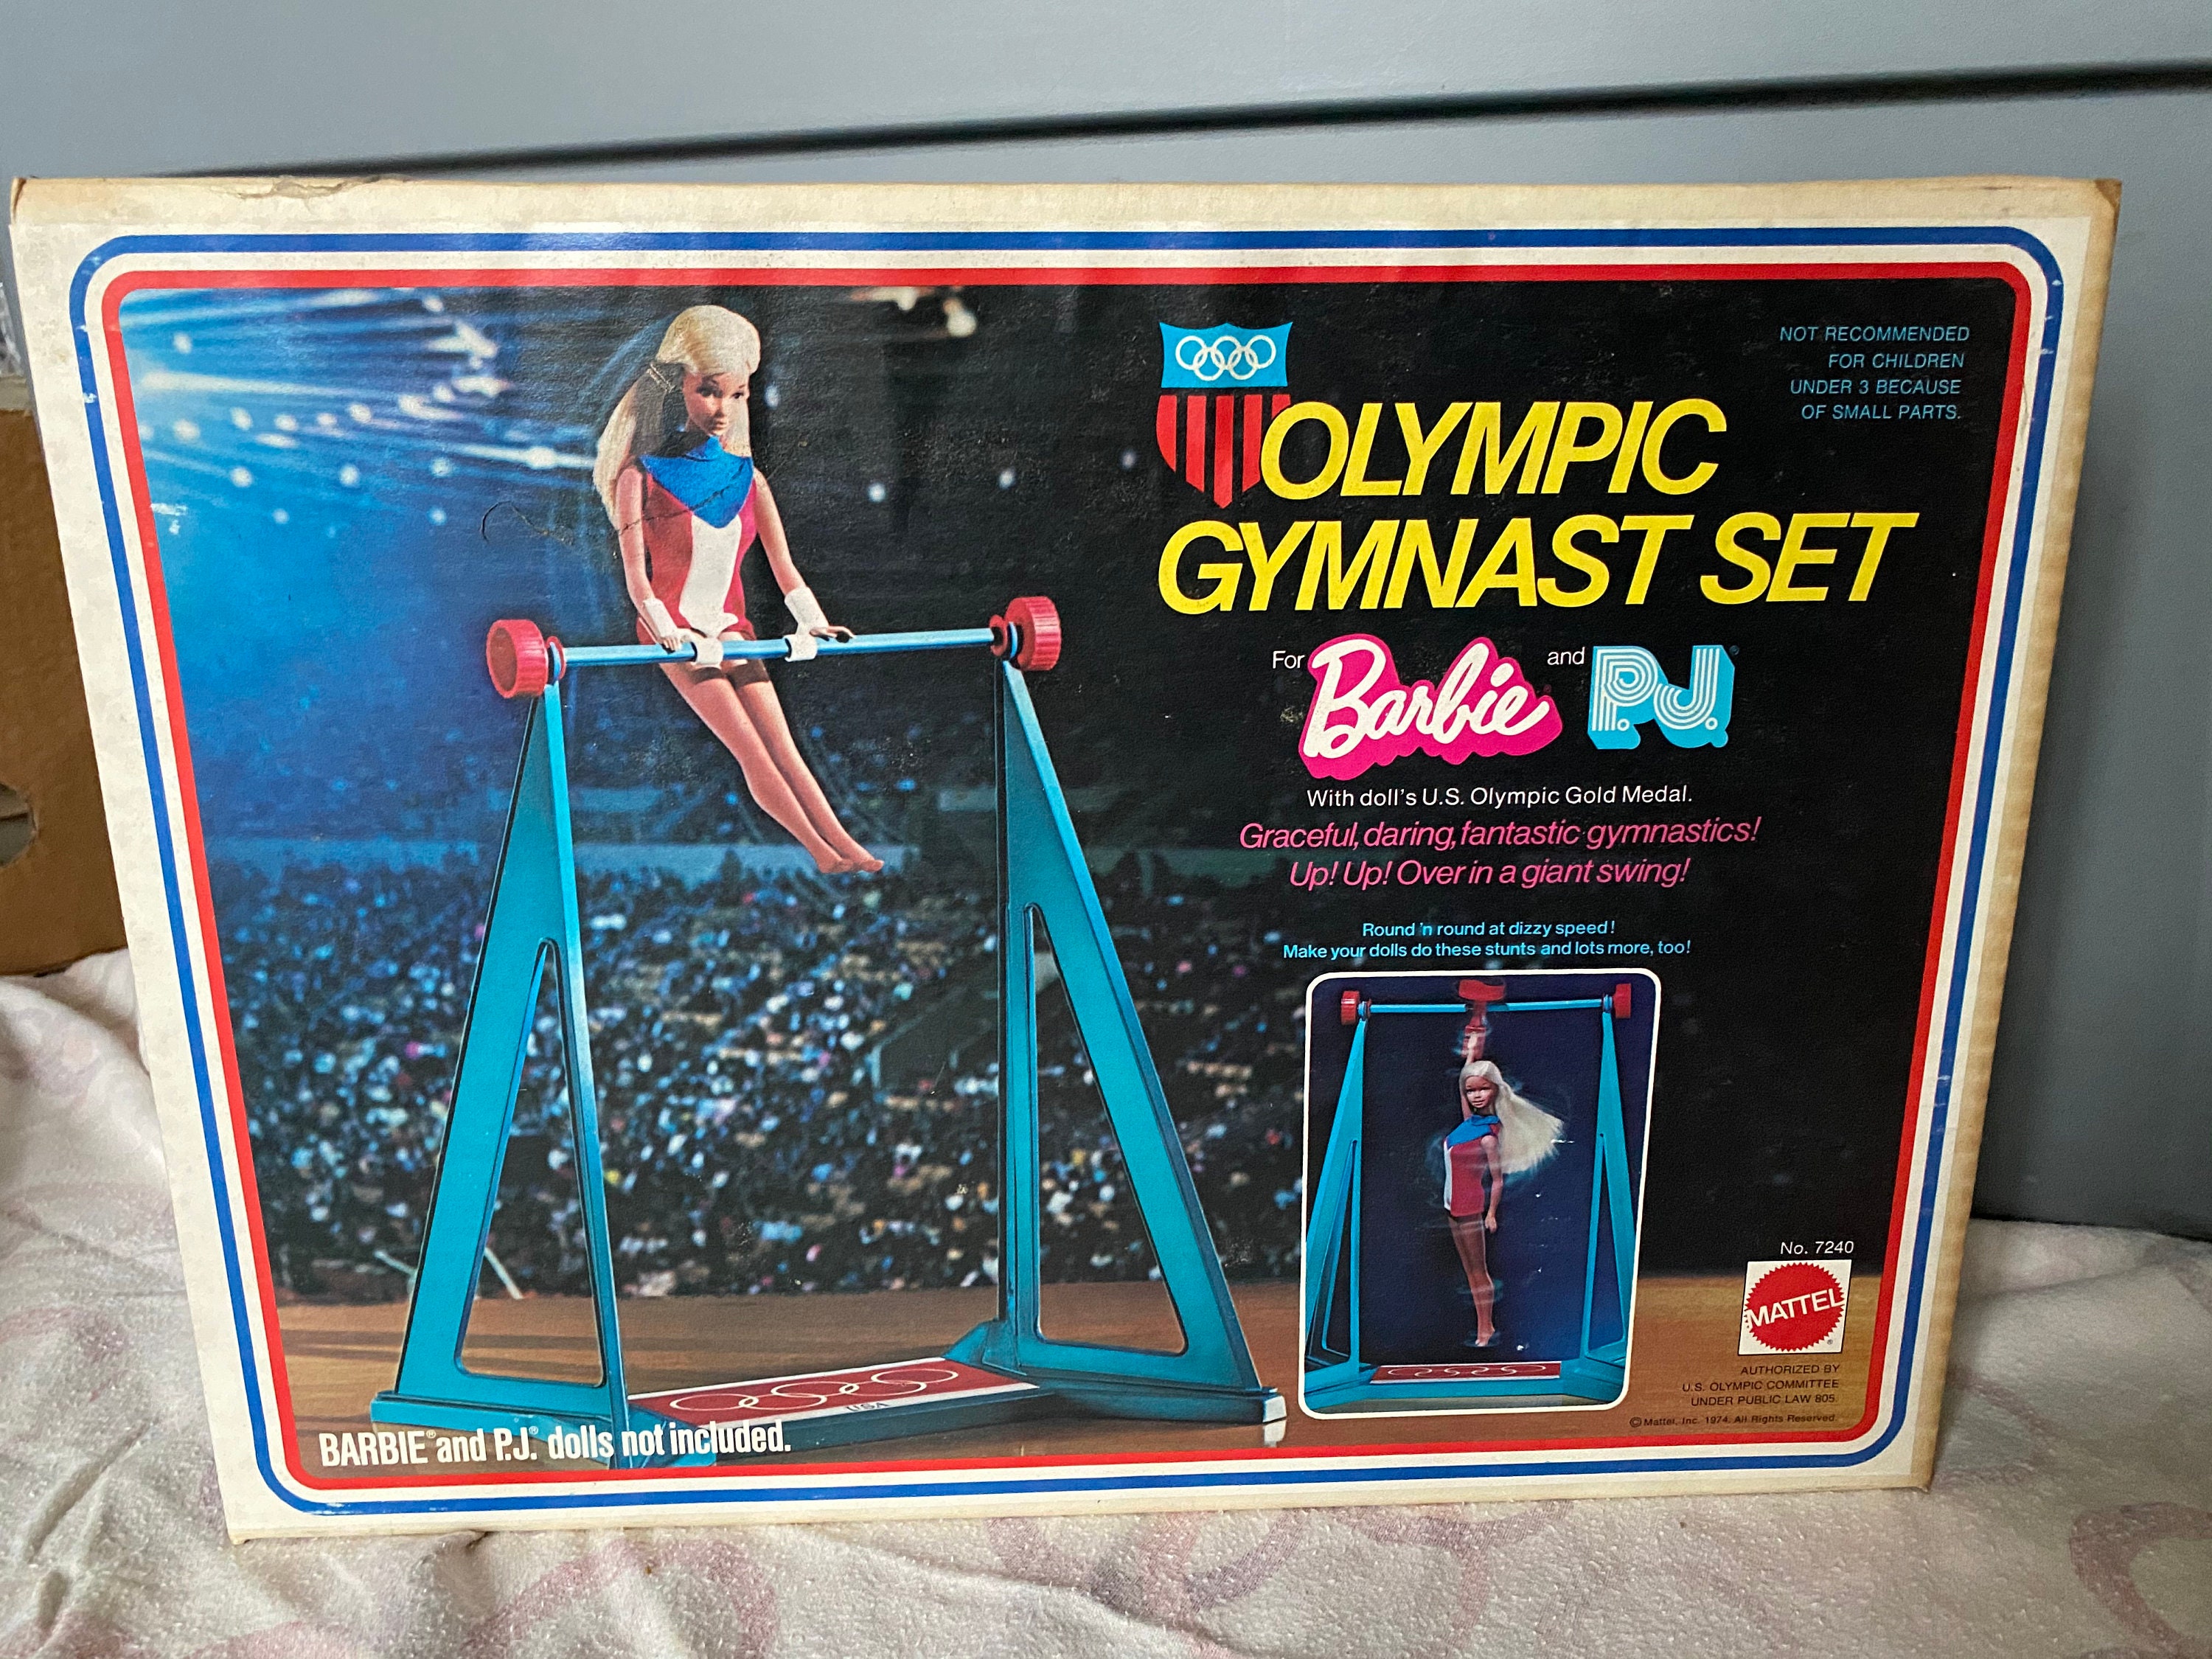 NOT RECOMMENDED
FOR CHILDREN
UNDER 3 BECAUSE
OF SMALL PARTS.
OLYMPIC
GYMNAST SET
For Barbie and P.J.®
With doll's U.S. Olympic Gold Medal.
Graceful, daring, fantastic gymnastics!
Up! Up! Over in a giant swing!
Round 'n round at dizzy speed!
Make your dolls do these stunts and lots more, too!
No. 7240
MATTEL®
AUTHORIZED BY
U.S. OLYMPIC COMMITTEE
UNDER PUBLIC LAW 805.
© Mattel, Inc. 1974. All Rights Reserved.
USA
BARBIE® and P.J.® dolls not included.